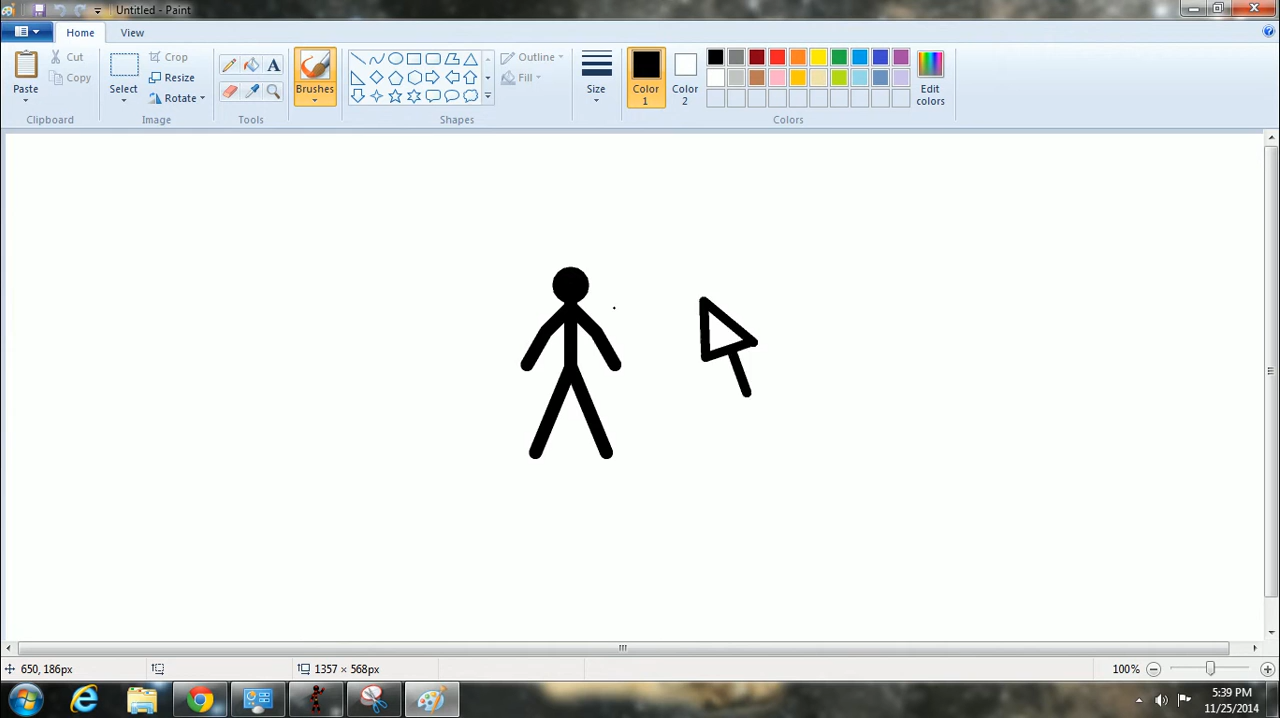 Untitled - Paint
Home View
Paste
Cut
Copy
Clipboard
Select
Crop
Resize
Rotate
Image
A
Tools
Brushes
Outline
Fill
Shapes
Size
Color 1
Color 2
Edit colors
Colors
650, 186px
1357 × 568px
100%
5:39 PM
11/25/2014